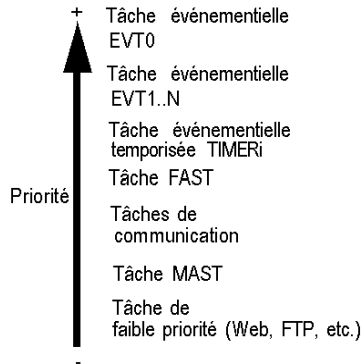 +
Tâche événementielle
EVT0
Tâche événementielle
EVT1..N
Tâche événementielle
temporisée TIMERi
Tâche FAST
Priorité
Tâches de
communication
Tâche MAST
Tâche de
faible priorité (Web, FTP, etc.)
-